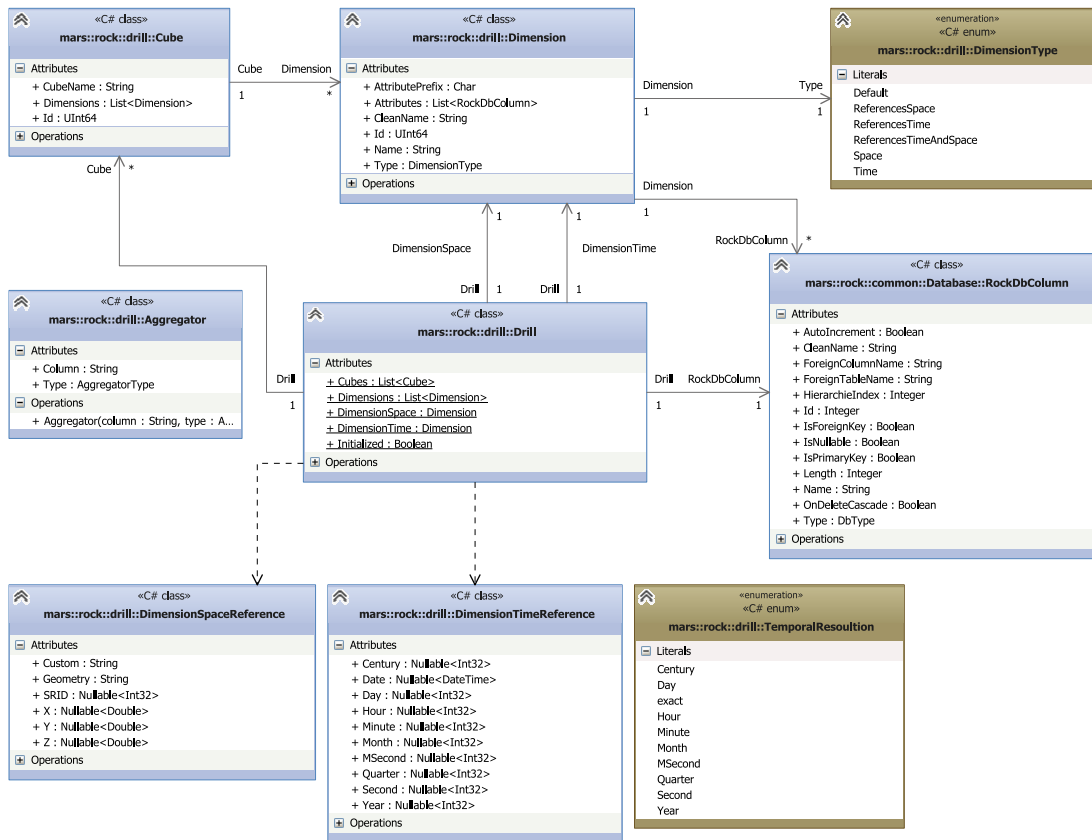 «C# class»
mars::rock::drill::Cube
Attributes
+ CubeName : String
+ Dimensions : List<Dimension>
+ Id : UInt64
Operations
Cube
Dimension
1
*
«C# class»
mars::rock::drill::Dimension
Attributes
+ AttributePrefix : Char
+ Attributes : List<RockDbColumn>
+ CleanName : String
+ Id : UInt64
+ Name : String
+ Type : DimensionType
Operations
Dimension
Type
1
1
«enumeration»
«C# enum»
mars::rock::drill::DimensionType
Literals
Default
ReferencesSpace
ReferencesTime
ReferencesTimeAndSpace
Space
Time
Cube
*
Dimension
1
RockDbColumn
*
1
1
DimensionSpace
DimensionTime
Drill
1
Drill
1
«C# class»
mars::rock::common::Database::RockDbColumn
Attributes
+ AutoIncrement : Boolean
+ CleanName : String
+ ForeignColumnName : String
+ ForeignTableName : String
+ HierarchieIndex : Integer
+ Id : Integer
+ IsForeignKey : Boolean
+ IsNullable : Boolean
+ IsPrimaryKey : Boolean
+ Length : Integer
+ Name : String
+ OnDeleteCascade : Boolean
+ Type : DbType
Operations
«C# class»
mars::rock::drill::Aggregator
Attributes
+ Column : String
+ Type : AggregatorType
Operations
+ Aggregator(column : String, type : A...
Drill
1
«C# class»
mars::rock::drill::Drill
Attributes
+ Cubes : List<Cube>
+ Dimensions : List<Dimension>
+ DimensionSpace : Dimension
+ DimensionTime : Dimension
+ Initialized : Boolean
Operations
Drill
RockDbColumn
1
1
«C# class»
mars::rock::drill::DimensionSpaceReference
Attributes
+ Custom : String
+ Geometry : String
+ SRID : Nullable<Int32>
+ X : Nullable<Double>
+ Y : Nullable<Double>
+ Z : Nullable<Double>
Operations
«C# class»
mars::rock::drill::DimensionTimeReference
Attributes
+ Century : Nullable<Int32>
+ Date : Nullable<DateTime>
+ Day : Nullable<Int32>
+ Hour : Nullable<Int32>
+ Minute : Nullable<Int32>
+ Month : Nullable<Int32>
+ MSecond : Nullable<Int32>
+ Quarter : Nullable<Int32>
+ Second : Nullable<Int32>
+ Year : Nullable<Int32>
Operations
«enumeration»
«C# enum»
mars::rock::drill::TemporalResoultion
Literals
Century
Day
exact
Hour
Minute
Month
MSecond
Quarter
Second
Year